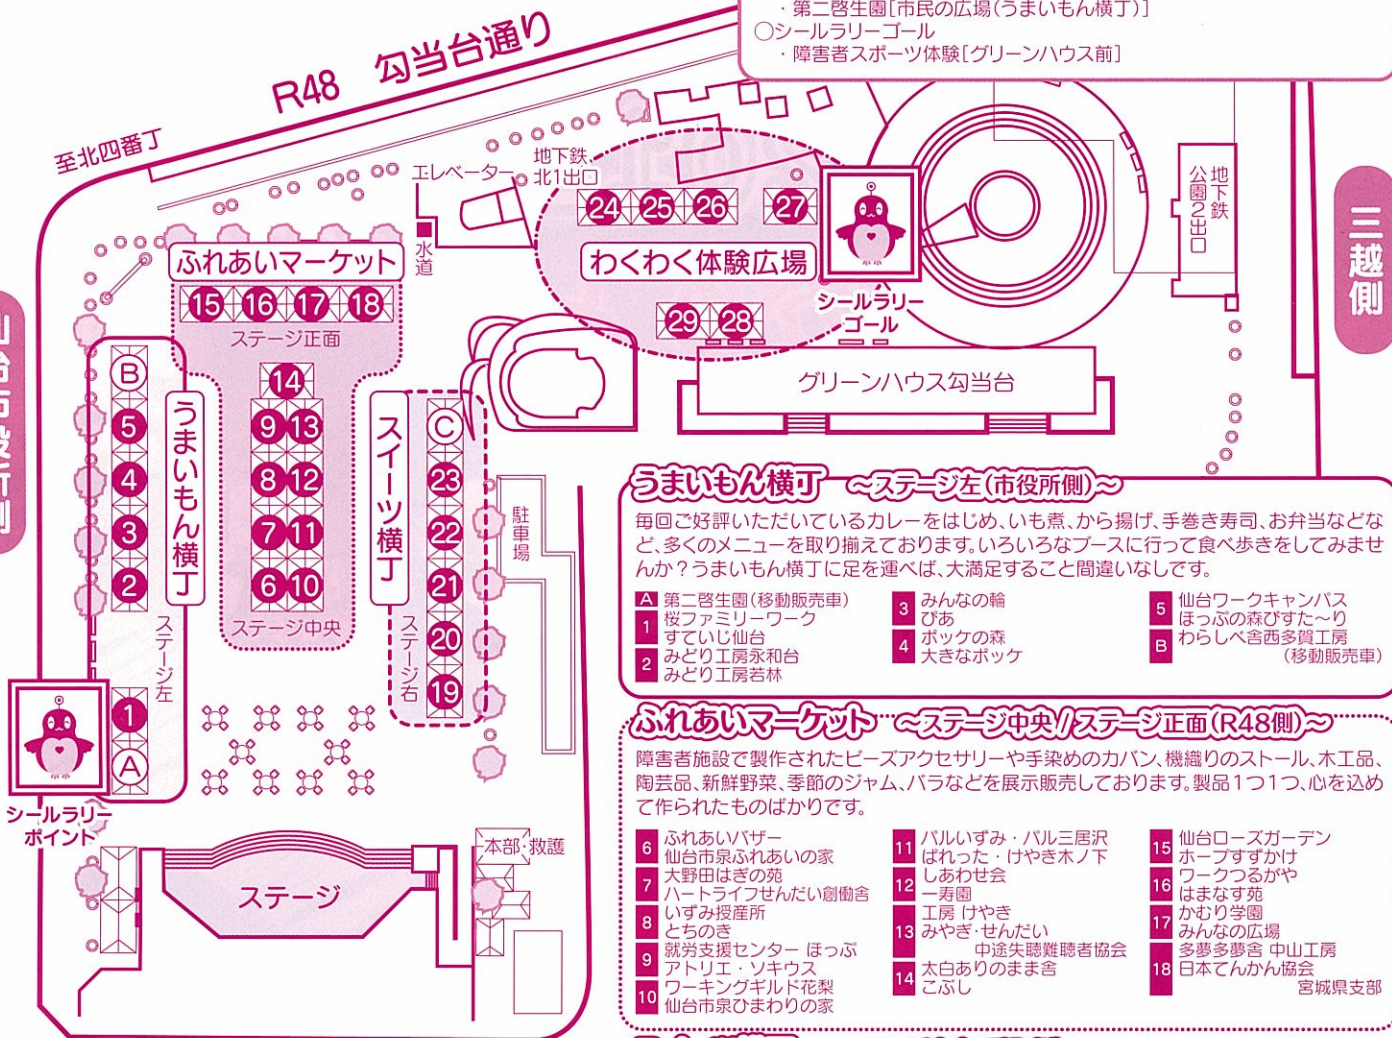 ・第二啓生園[市民の広場(うまいもん横丁)]
○シールラリーゴール
・障害者スポーツ体験[グリーンハウス前]
R48 勾当台通り
至北四番丁
エレベーター
地下鉄
北1出口
水道
地下鉄
公園2出口
三越側
ふれあいマーケット
15 16 17 18
ステージ正面
24 25 26 27
わくわく体験広場
29 28
シールラリー
ゴール
グリーンハウス勾当台
うまいもん横丁
B
5
4
3
2
1
A
ステージ左
14
9 13
8 12
7 11
6 10
ステージ中央
スイーツ横丁
C
23
22
21
20
19
ステージ右
駐車場
シールラリー
ポイント
ステージ
本部・救護
うまいもん横丁 ~ステージ左(市役所側)~
毎回ご好評いただいているカレーをはじめ、いも煮、から揚げ、手巻き寿司、お弁当などな
ど、多くのメニューを取り揃えております。いろいろなブースに行って食べ歩きをしてみませ
んか?うまいもん横丁に足を運べば、大満足すること間違いなしです。
A 第二啓生園(移動販売車)
1 桜ファミリーワーク
すていじ仙台
2 みどり工房永和台
みどり工房若林
3 みんなの輪
ぴあ
4 ポッケの森
大きなポッケ
5 仙台ワークキャンパス
ほっぷの森びすた~り
B わらしべ舎西多賀工房
(移動販売車)
ふれあいマーケット ~ステージ中央/ステージ正面(R48側)~
障害者施設で製作されたビーズアクセサリーや手染めのカバン、機織りのストール、木工品、
陶芸品、新鮮野菜、季節のジャム、バラなどを展示販売しております。製品1つ1つ、心を込め
て作られたものばかりです。
6 ふれあいバザー
仙台市泉ふれあいの家
7 大野田はぎの苑
ハートライフせんだい創働舎
8 いずみ授産所
とちのき
9 就労支援センター ほっぷ
アトリエ・ソキウス
10 ワーキングギルド花梨
仙台市泉ひまわりの家
11 パルいずみ・パル三居沢
ぱれった・けやき木ノ下
12 しあわせ会
一寿園
13 工房 けやき
みやぎ・せんだい
中途失聴難聴者協会
14 太白ありのまま舎
こぶし
15 仙台ローズガーデン
ホープすずかけ
16 ワークつるがや
はまなす苑
17 かむり学園
みんなの広場
18 多夢多夢舎 中山工房
日本てんかん協会
宮城県支部